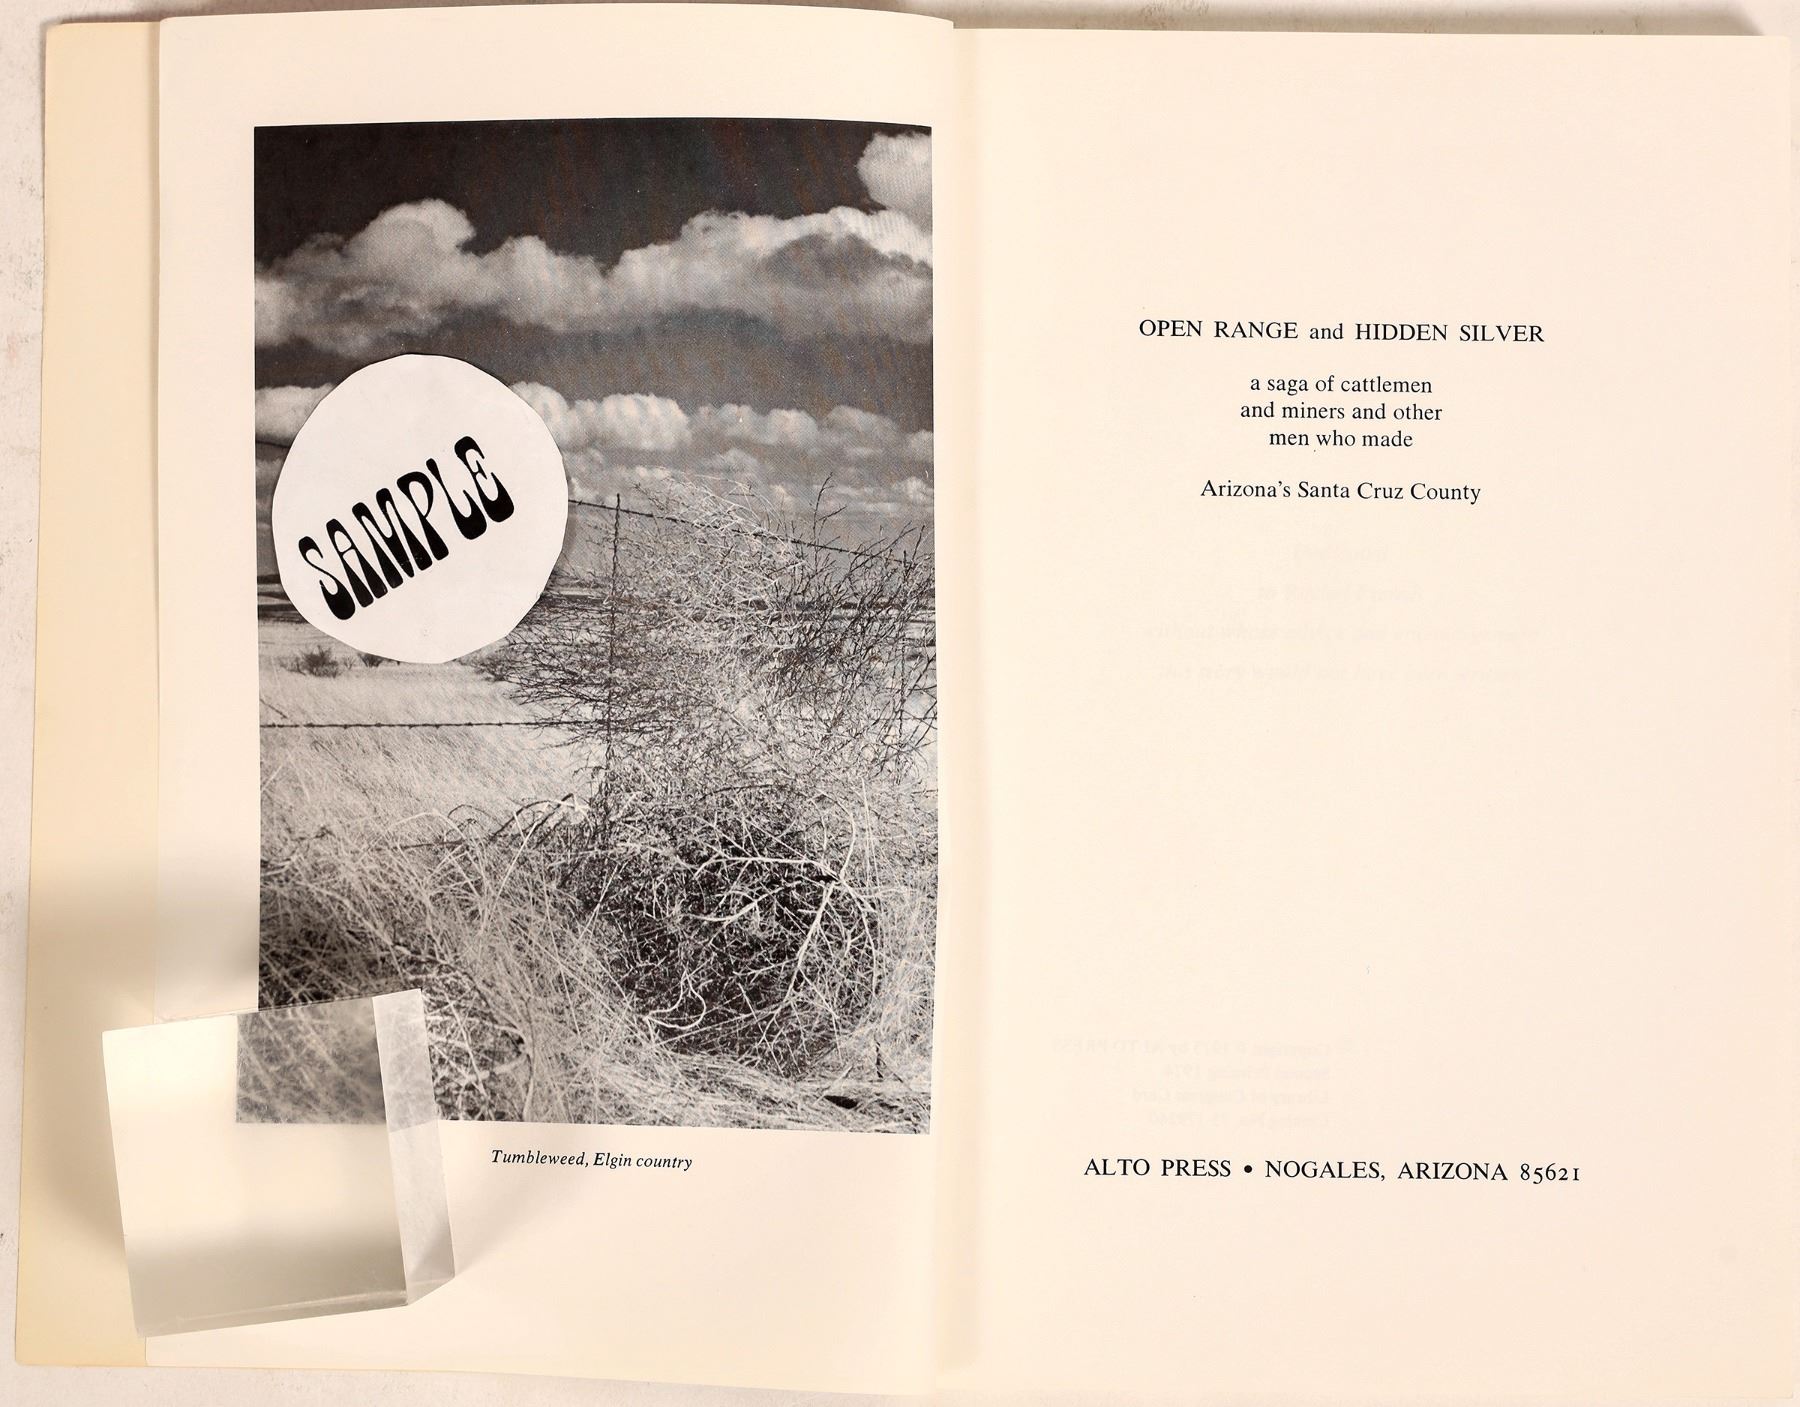 SAMPLE
Tumbleweed, Elgin country
OPEN RANGE and HIDDEN SILVER
a saga of cattlemen
and miners and other
men who made
Arizona's Santa Cruz County
ALTO PRESS • NOGALES, ARIZONA 85621